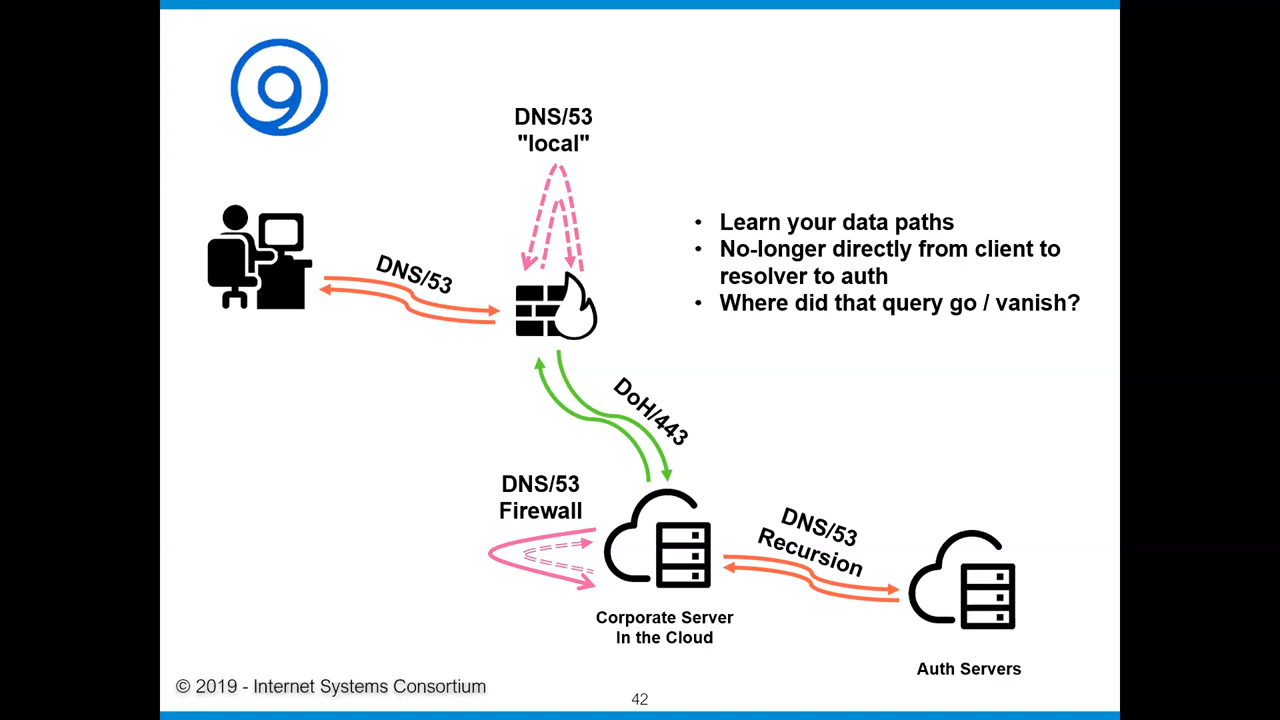 DNS/53
"local"
DNS/53
• Learn your data paths
• No-longer directly from client to
resolver to auth
• Where did that query go / vanish?
DoH/443
DNS/53
Firewall
DNS/53
Recursion
Corporate Server
In the Cloud
Auth Servers
© 2019 - Internet Systems Consortium
42